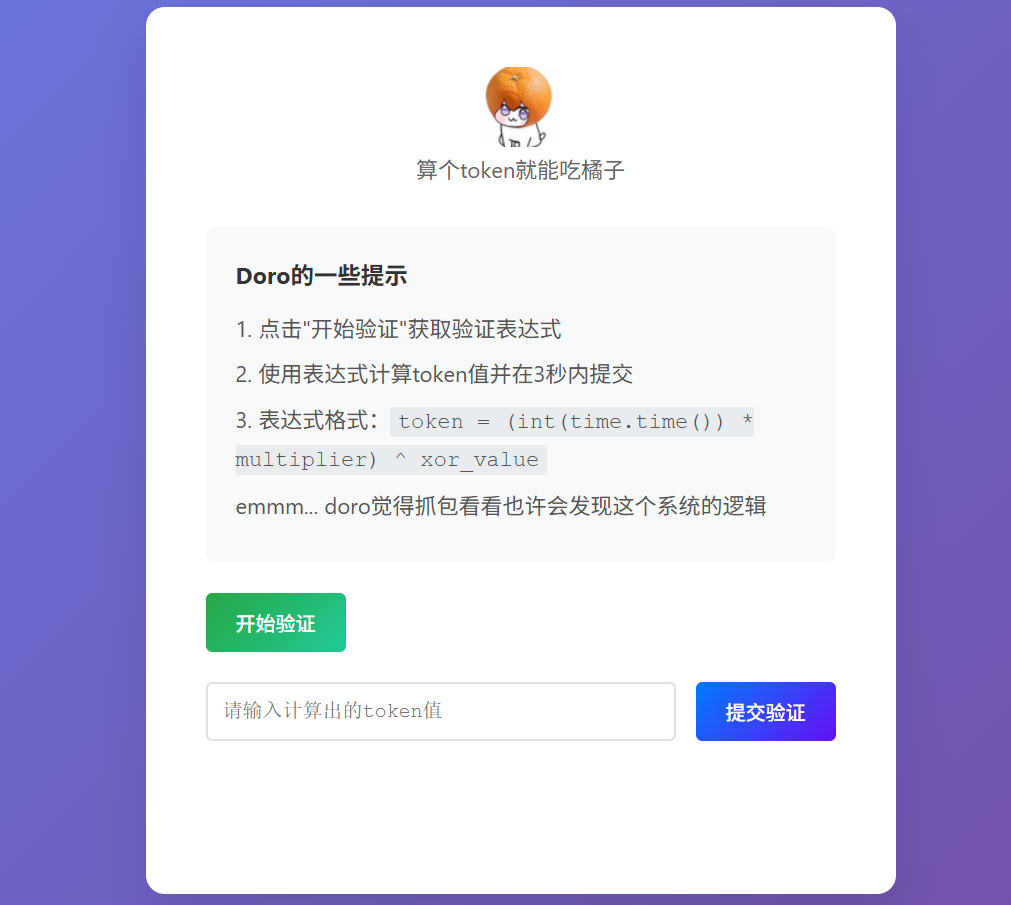 算个token就能吃橘子
Doro的一些提示
1. 点击"开始验证"获取验证表达式
2. 使用表达式计算token值并在3秒内提交
3. 表达式格式：token = (int(time.time()) *
multiplier) ^ xor_value
emmm... doro觉得抓包看看也许会发现这个系统的逻辑
开始验证
请输入计算出的token值
提交验证